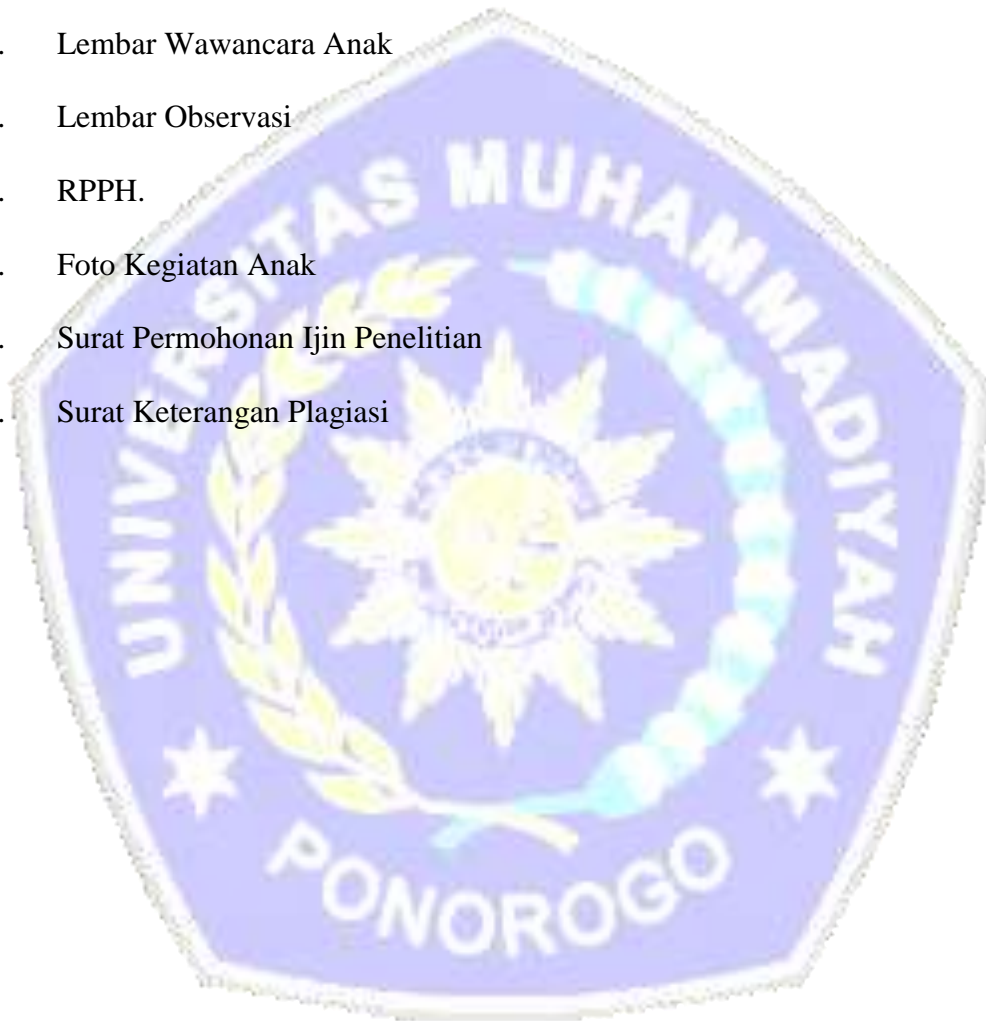 . Lembar Wawancara Anak
. Lembar Observasi
. RPPH.
. Foto Kegiatan Anak
. Surat Permohonan Ijin Penelitian
. Surat Keterangan Plagiasi
UNIVERSITAS MUHAMMADIYAH
PONOROGO